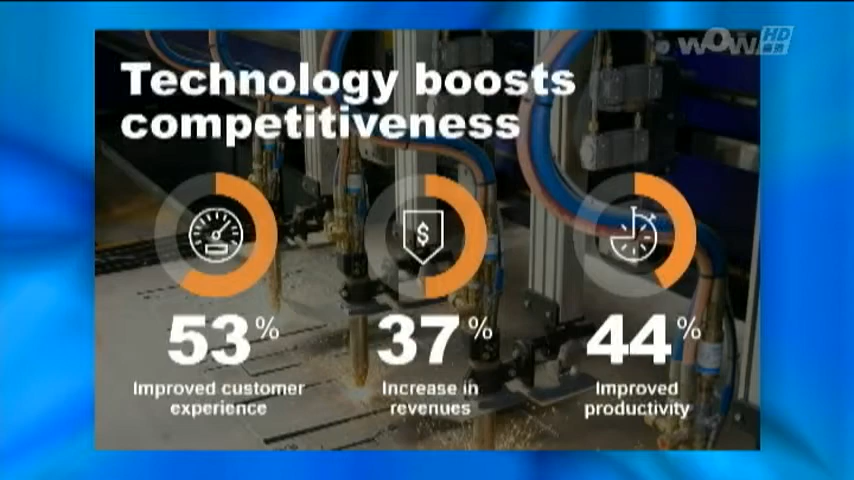 WOW HD
Technology boosts
competitiveness
$
53%
37%
44%
Improved customer
experience
Increase in
revenues
Improved
productivity